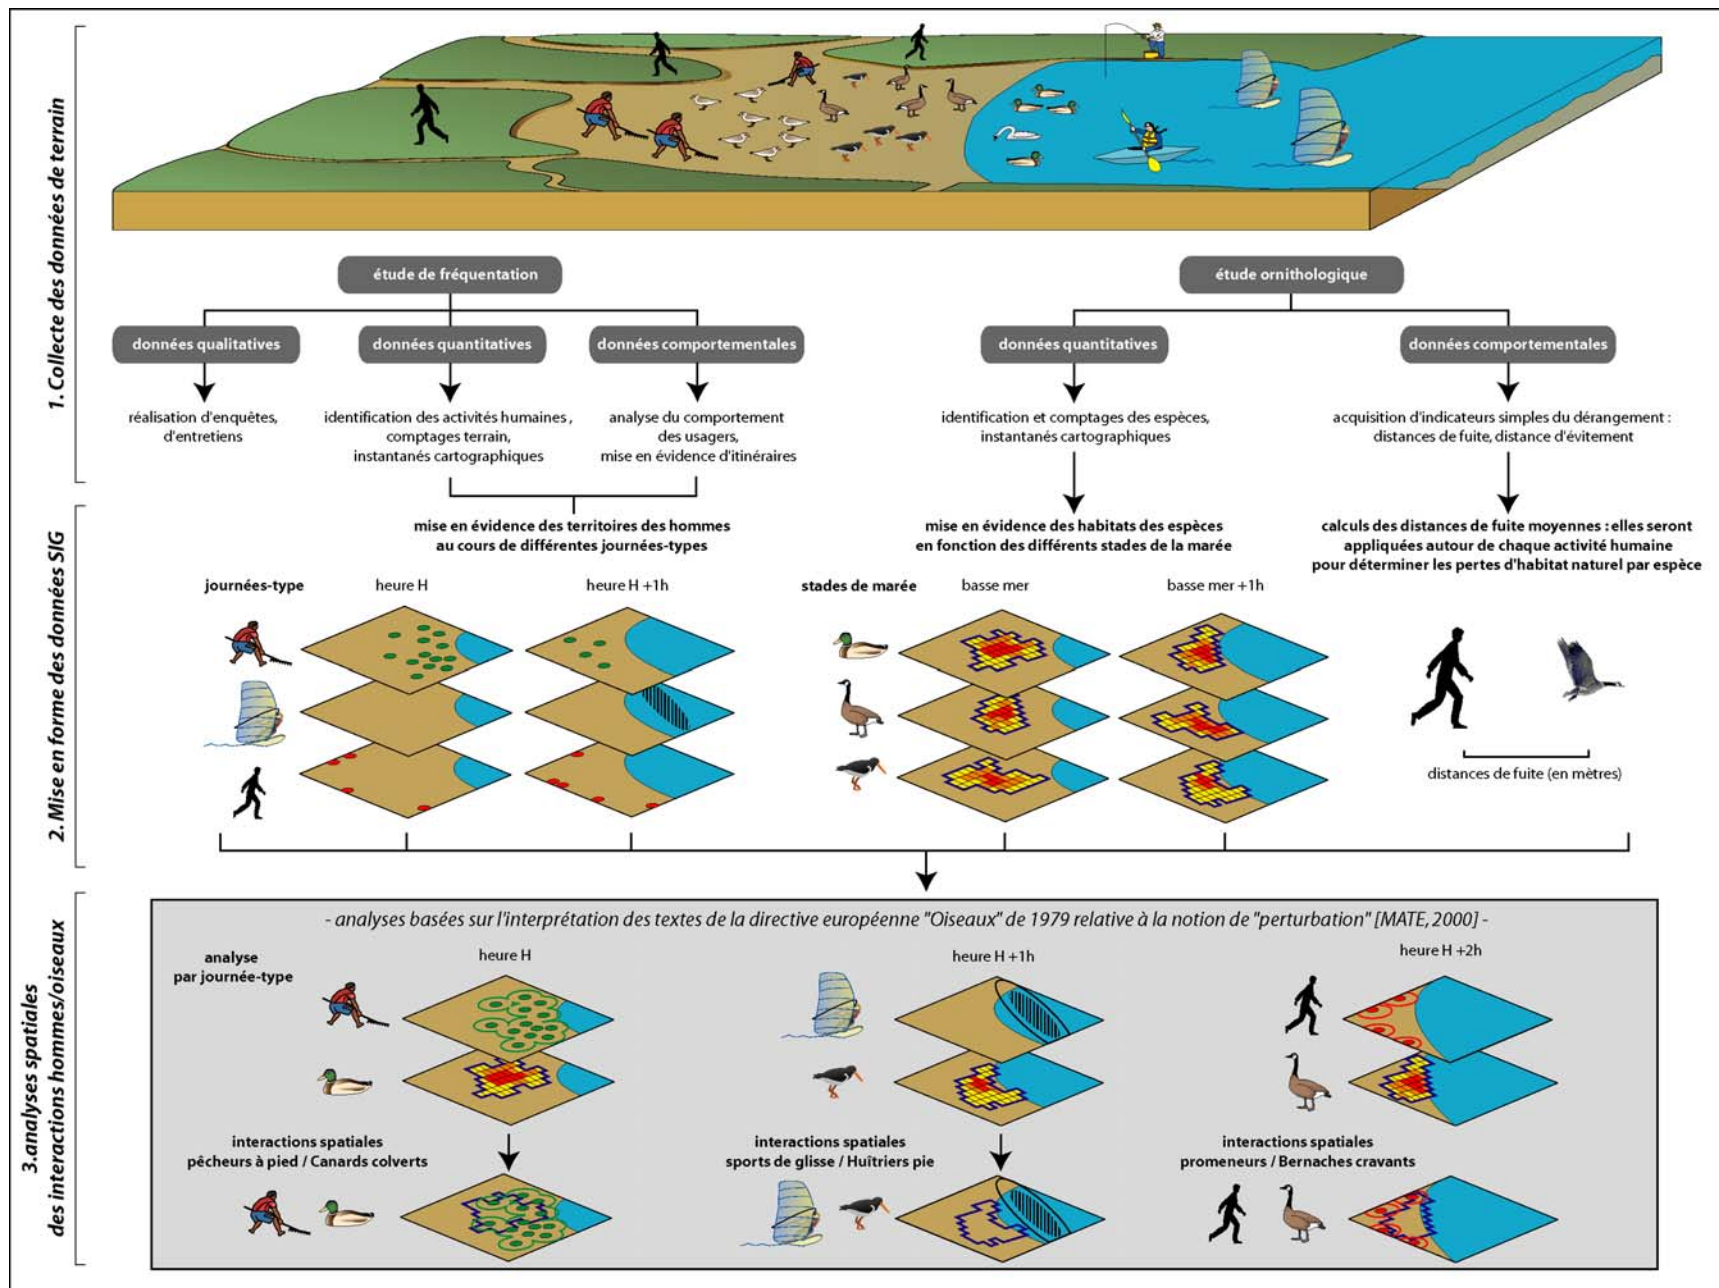 1. Collecte des données de terrain
étude de fréquentation
étude ornithologique
données qualitatives
données quantitatives
données comportementales
données quantitatives
données comportementales
réalisation d'enquêtes,
d'entretiens
identification des activités humaines ,
comptages terrain,
instantanés cartographiques
analyse du comportement
des usagers,
mise en évidence d'itinéraires
identification et comptages des espèces,
instantanés cartographiques
acquisition d'indicateurs simples du dérangement :
distances de fuite, distance d'évitement
2. Mise en forme des données SIG
mise en évidence des territoires des hommes
au cours de différentes journées-types
mise en évidence des habitats des espèces
en fonction des différents stades de la marée
calculs des distances de fuite moyennes : elles seront
appliquées autour de chaque activité humaine
pour déterminer les pertes d'habitat naturel par espèce
journées-type
heure H
heure H +1h
stades de marée
basse mer
basse mer +1h
distances de fuite (en mètres)
3.analyses spatiales
des interactions hommes/oiseaux
- analyses basées sur l'interprétation des textes de la directive européenne "Oiseaux" de 1979 relative à la notion de "perturbation" [MATE, 2000] -
analyse
par journée-type
heure H
heure H +1h
heure H +2h
interactions spatiales
pêcheurs à pied / Canards colverts
interactions spatiales
sports de glisse / Huîtriers pie
interactions spatiales
promeneurs / Bernaches cravants